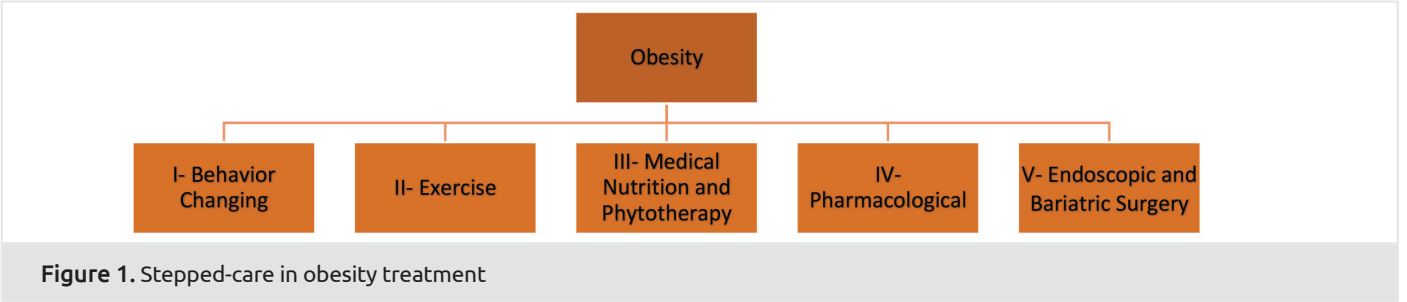 Obesity
I- Behavior
Changing
II- Exercise
III- Medical
Nutrition and
Phytotherapy
IV-
Pharmacological
V- Endoscopic and
Bariatric Surgery
Figure 1. Stepped-care in obesity treatment